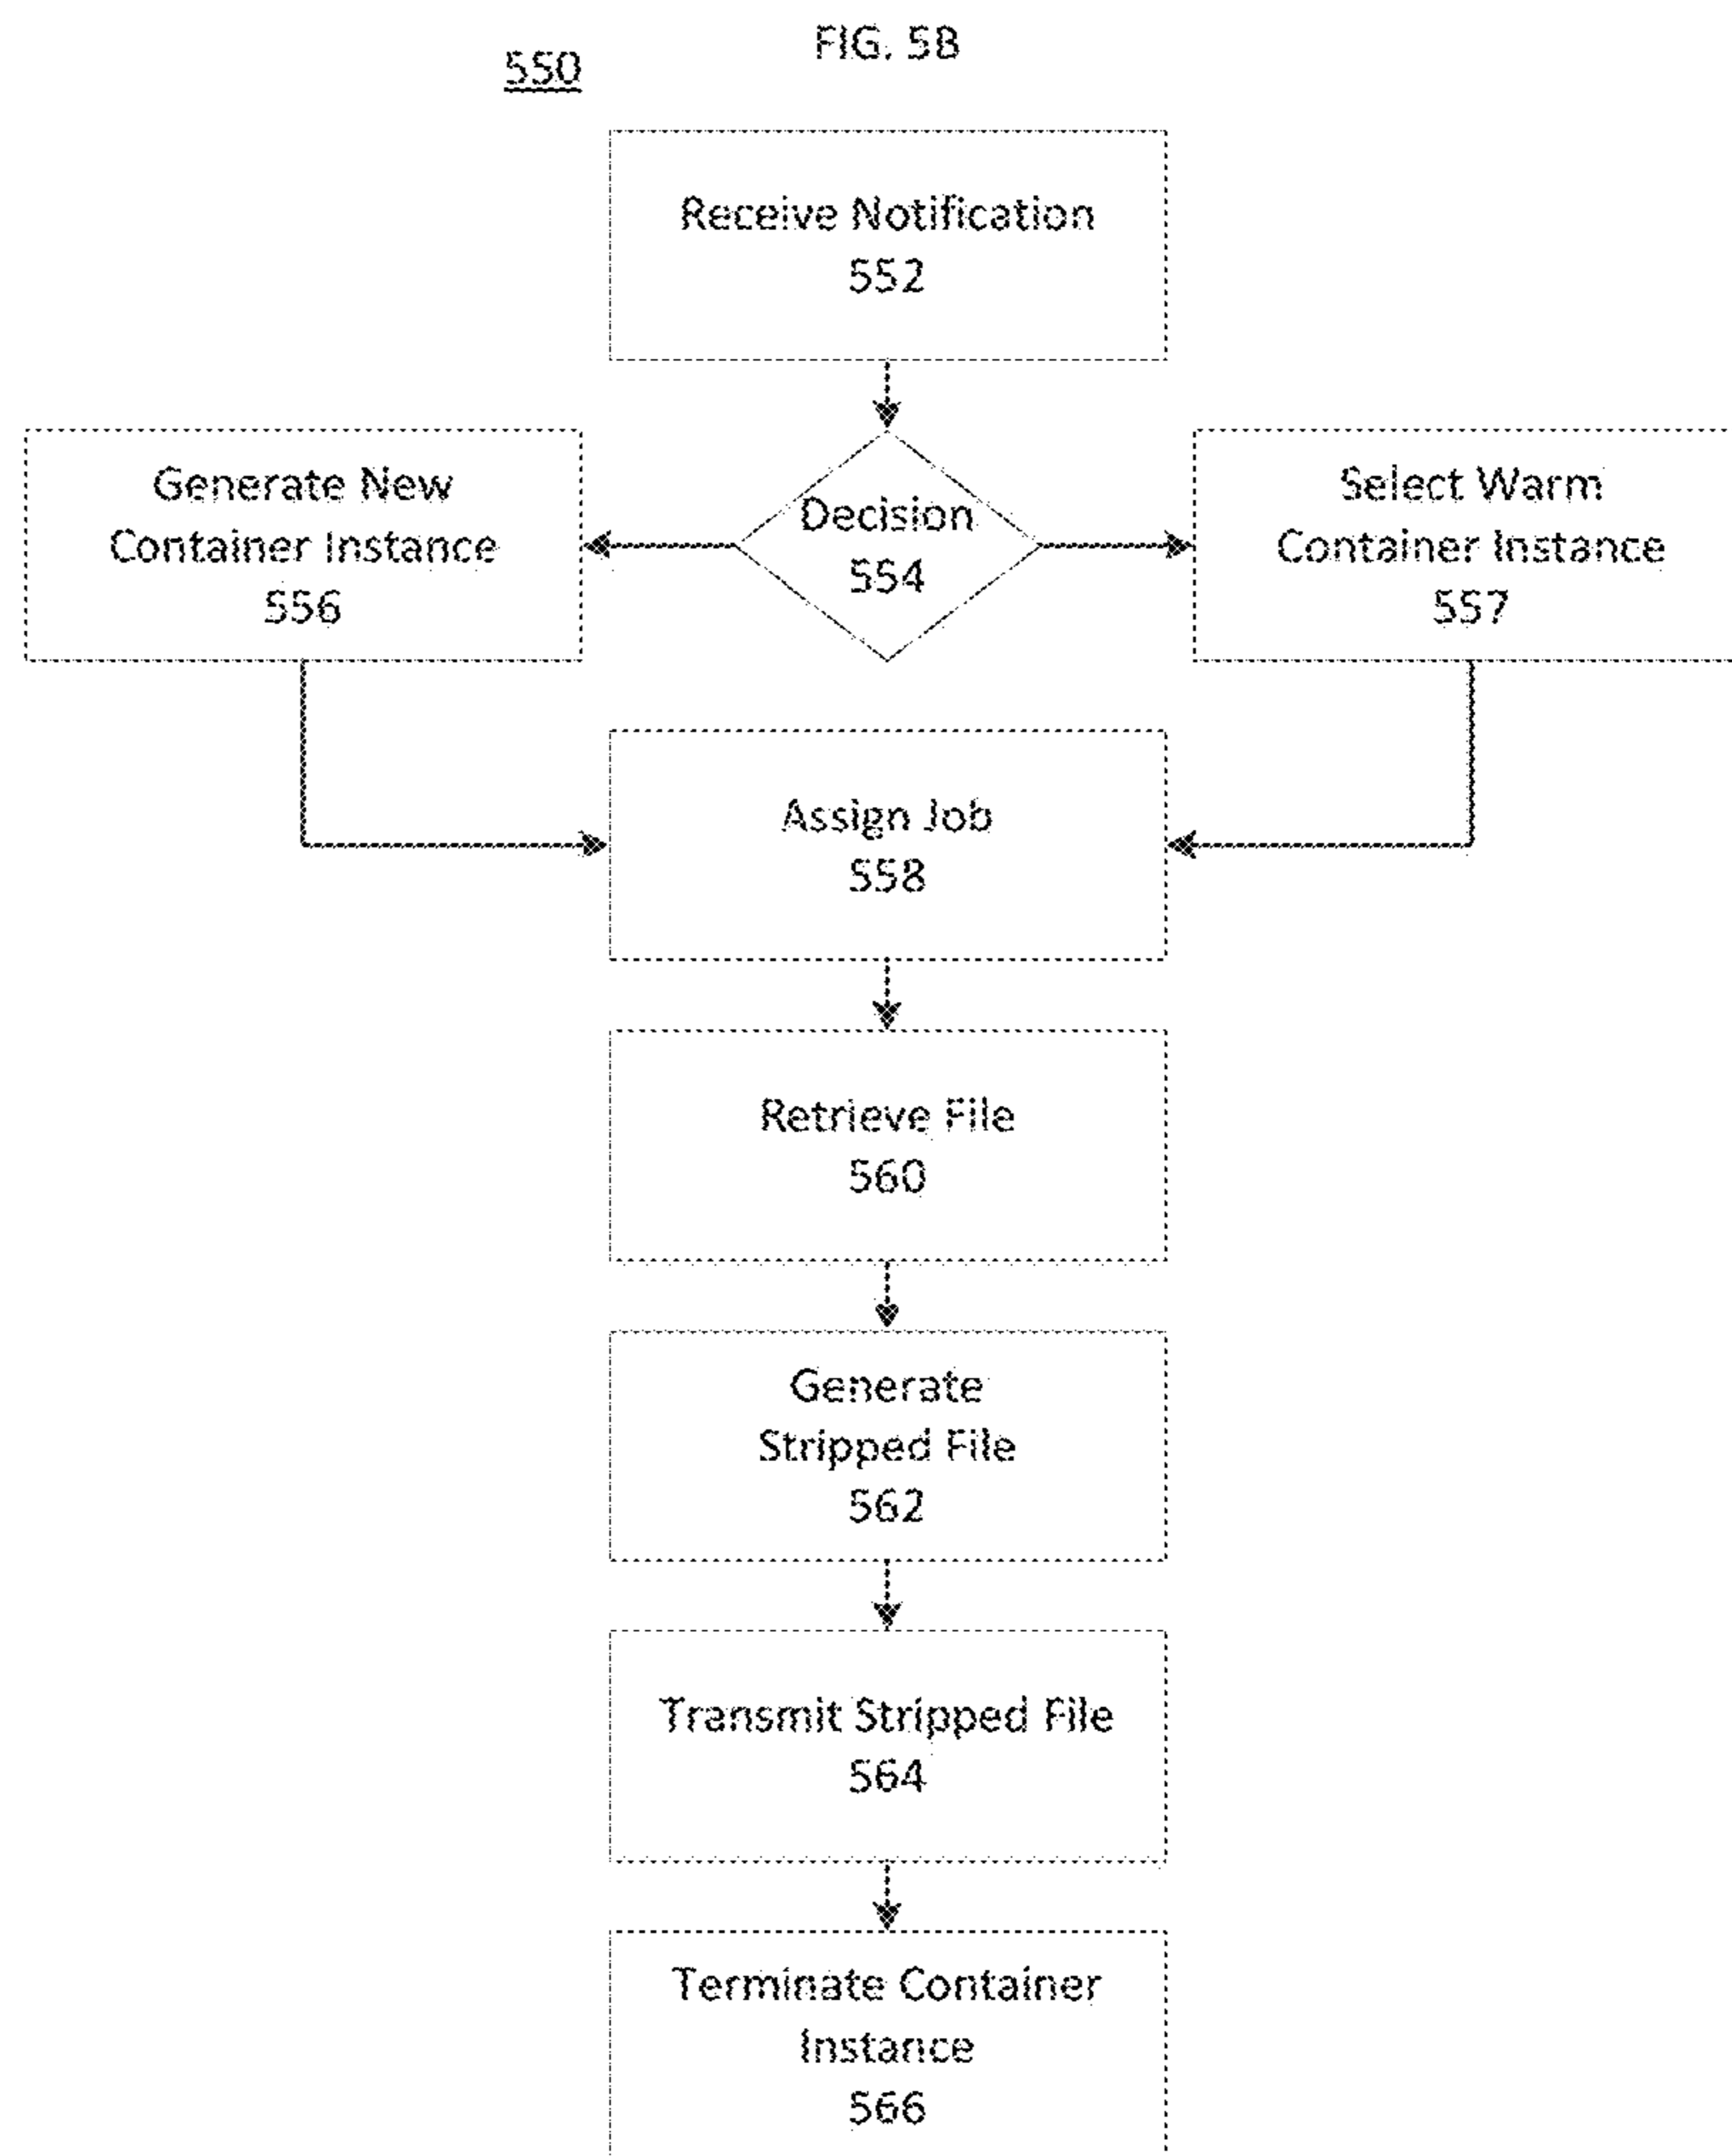 FIG. 5B
550
Receive Notification
552
Generate New
Container Instance
556
Decision
554
Select Warm
Container Instance
557
Assign Job
558
Retrieve File
560
Generate
Stripped File
562
Transmit Stripped File
564
Terminate Container
Instance
566